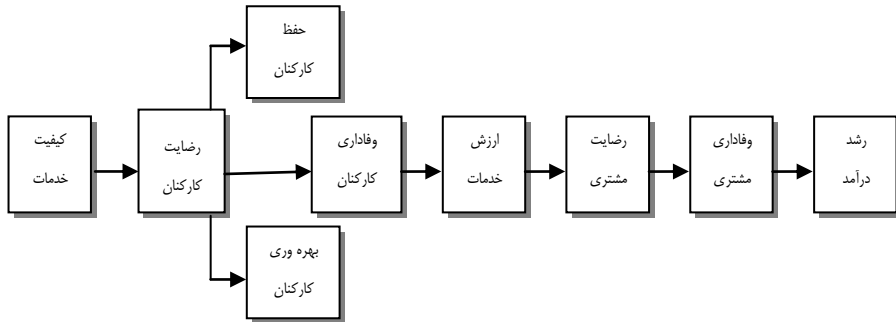 حفظ
کارکنان
کیفیت
خدمات
رضایت
کارکنان
وفاداری
کارکنان
ارزش
خدمات
رضایت
مشتری
وفاداری
مشتری
رشد
درآمد
بهره وری
کارکنان